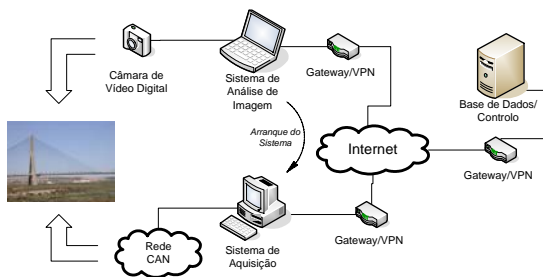 Câmara de
Vídeo Digital
Sistema de
Análise de
Imagem
Gateway/VPN
Base de Dados/
Controlo
Arranque do
Sistema
Internet
Gateway/VPN
Rede
CAN
Sistema de
Aquisição
Gateway/VPN